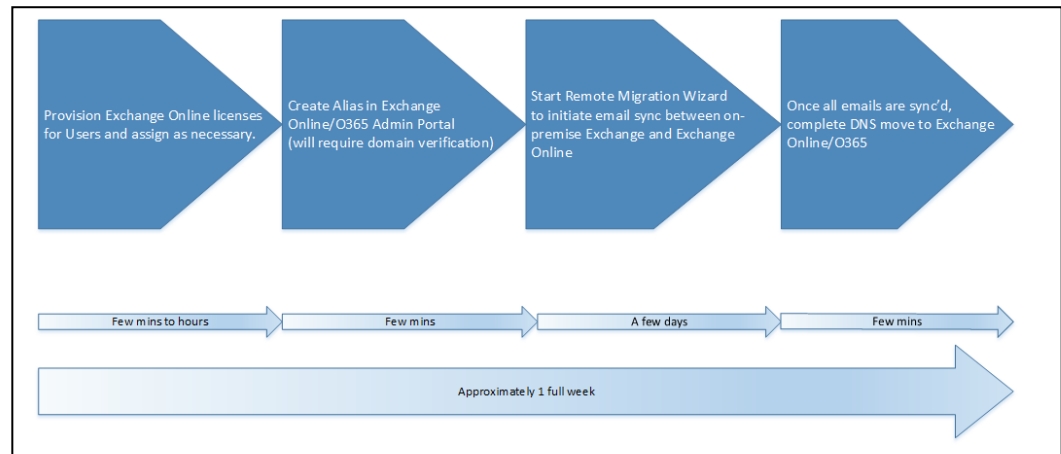 Provision Exchange Online licenses
for Users and assign as necessary.
Create Alias in Exchange
Online/O365 Admin Portal
(will require domain verification)
Start Remote Migration Wizard
to initiate email sync between on-
premise Exchange and Exchange
Online
Once all emails are sync’d,
complete DNS move to Exchange
Online/O365
Few mins to hours
Few mins
A few days
Few mins
Approximately 1 full week